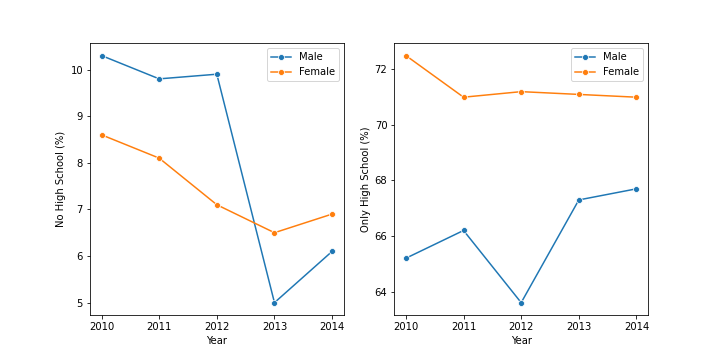 Male
Female
10
9
8
7
6
5
No High School (%)
2010 2011 2012 2013 2014
Year
Male
Female
72
70
68
66
64
Only High School (%)
2010 2011 2012 2013 2014
Year